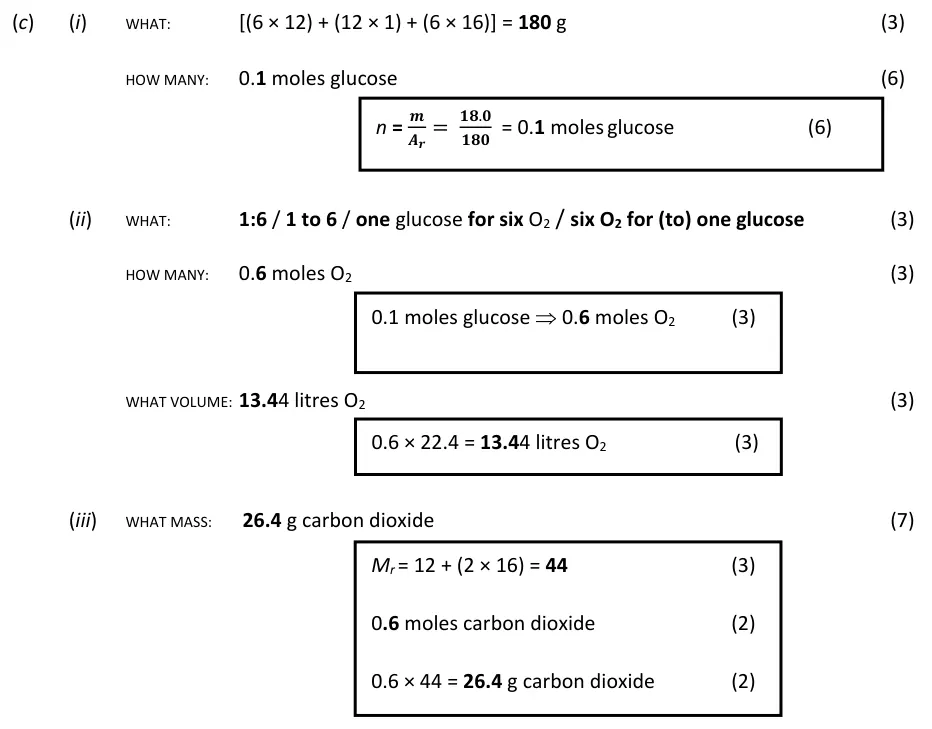 (c) (i) WHAT: [(6 × 12) + (12 × 1) + (6 × 16)] = 180 g (3)
HOW MANY: 0.1 moles glucose (6)
n = m/Ar = 18.0/180 = 0.1 moles glucose (6)
(ii) WHAT: 1:6 / 1 to 6 / one glucose for six O2 / six O2 for (to) one glucose (3)
HOW MANY: 0.6 moles O2 (3)
0.1 moles glucose ⇒ 0.6 moles O2 (3)
WHAT VOLUME: 13.44 litres O2 (3)
0.6 × 22.4 = 13.44 litres O2 (3)
(iii) WHAT MASS: 26.4 g carbon dioxide (7)
Mr = 12 + (2 × 16) = 44 (3)
0.6 moles carbon dioxide (2)
0.6 × 44 = 26.4 g carbon dioxide (2)